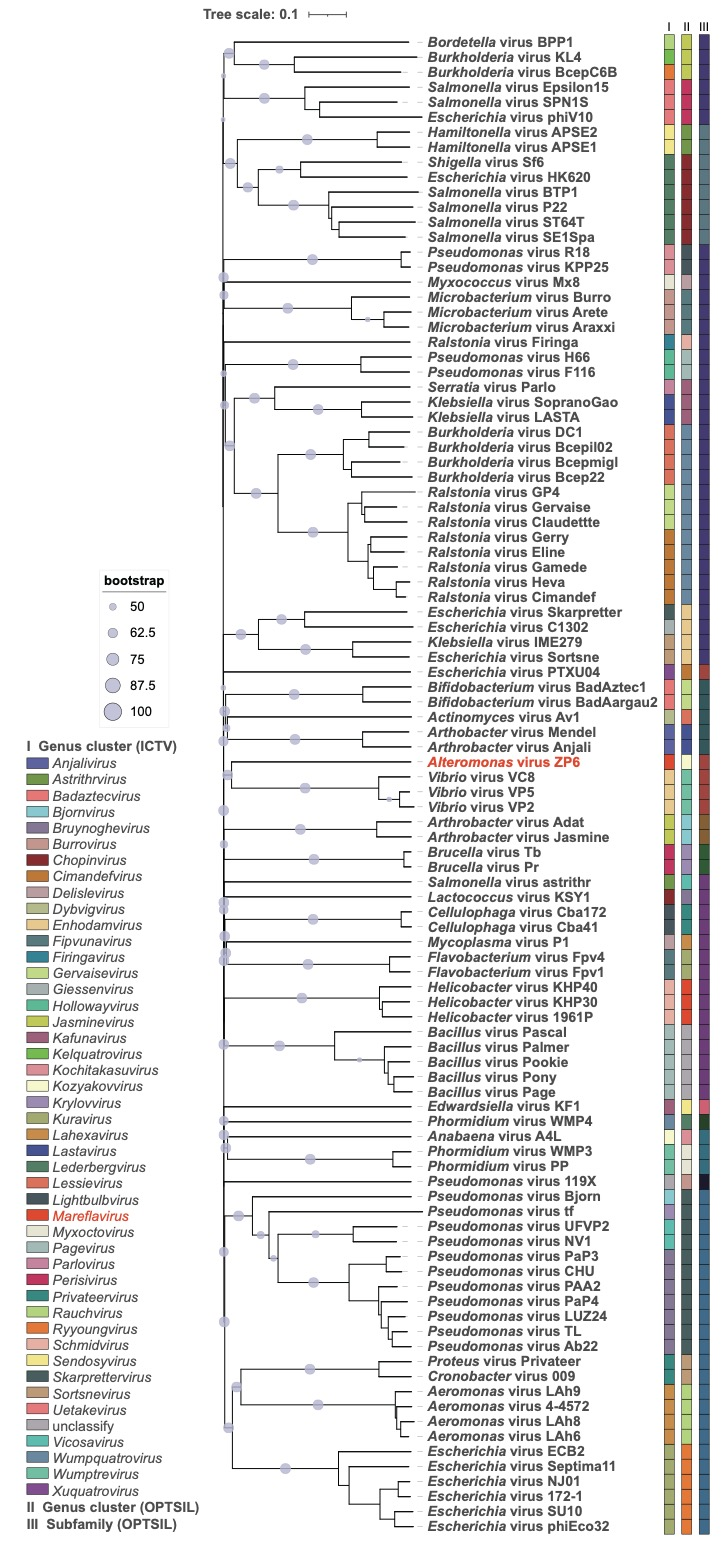 Tree scale: 0.1
I II III
Bordetella virus BPP1
Burkholderia virus KL4
Burkholderia virus BcepC6B
Salmonella virus Epsilon15
Salmonella virus SPN1S
Escherichia virus phiV10
Hamiltonella virus APSE2
Hamiltonella virus APSE1
Shigella virus Sf6
Escherichia virus HK620
Salmonella virus BTP1
Salmonella virus P22
Salmonella virus ST64T
Salmonella virus SE1Spa
Pseudomonas virus R18
Pseudomonas virus KPP25
Myxococcus virus Mx8
Microbacterium virus Burro
Microbacterium virus Arete
Microbacterium virus Araxxi
Ralstonia virus Firinga
Pseudomonas virus H66
Pseudomonas virus F116
Serratia virus Parlo
Klebsiella virus SopranoGao
Klebsiella virus LASTA
Burkholderia virus DC1
Burkholderia virus Bcepil02
Burkholderia virus Bcepmigl
Burkholderia virus Bcep22
Ralstonia virus GP4
Ralstonia virus Gervaise
Ralstonia virus Claudettte
Ralstonia virus Gerry
Ralstonia virus Eline
Ralstonia virus Gamede
Ralstonia virus Heva
Ralstonia virus Cimandef
Escherichia virus Skarpretter
Escherichia virus C1302
Klebsiella virus IME279
Escherichia virus Sortsne
Escherichia virus PTXU04
Bifidobacterium virus BadAztec1
Bifidobacterium virus BadAargau2
Actinomyces virus Av1
Arthobacter virus Mendel
Arthrobacter virus Anjali
Alteromonas virus ZP6
Vibrio virus VC8
Vibrio virus VP5
Vibrio virus VP2
Arthrobacter virus Adat
Arthrobacter virus Jasmine
Brucella virus Tb
Brucella virus Pr
Salmonella virus astrithr
Lactococcus virus KSY1
Cellulophaga virus Cba172
Cellulophaga virus Cba41
Mycoplasma virus P1
Flavobacterium virus Fpv4
Flavobacterium virus Fpv1
Helicobacter virus KHP40
Helicobacter virus KHP30
Helicobacter virus 1961P
Bacillus virus Pascal
Bacillus virus Palmer
Bacillus virus Pookie
Bacillus virus Pony
Bacillus virus Page
Edwardsiella virus KF1
Phormidium virus WMP4
Anabaena virus A4L
Phormidium virus WMP3
Phormidium virus PP
Pseudomonas virus 119X
Pseudomonas virus Bjorn
Pseudomonas virus tf
Pseudomonas virus UFVP2
Pseudomonas virus NV1
Pseudomonas virus PaP3
Pseudomonas virus CHU
Pseudomonas virus PAA2
Pseudomonas virus PaP4
Pseudomonas virus LUZ24
Pseudomonas virus TL
Pseudomonas virus Ab22
Proteus virus Privateer
Cronobacter virus 009
Aeromonas virus LAh9
Aeromonas virus 4-4572
Aeromonas virus LAh8
Aeromonas virus LAh6
Escherichia virus ECB2
Escherichia virus Septima11
Escherichia virus NJ01
Escherichia virus 172-1
Escherichia virus SU10
Escherichia virus phiEco32
bootstrap
50
62.5
75
87.5
100
I Genus cluster (ICTV)
Anjalivirus
Astrithrvirus
Badaztecvirus
Bjornvirus
Bruynoghevirus
Burrovirus
Chopinvirus
Cimandefvirus
Delislevirus
Dybvigvirus
Enhodamvirus
Fipvunavirus
Firingavirus
Gervaisevirus
Giessenvirus
Hollowayvirus
Jasminevirus
Kafunavirus
Kelquatrovirus
Kochitakasuvirus
Kozyakovvirus
Krylovvirus
Kuravirus
Lahexavirus
Lastavirus
Lederbergvirus
Lessievirus
Lightbulbvirus
Mareflavirus
Myxoctovirus
Pagevirus
Parlovirus
Perisivirus
Privateervirus
Rauchvirus
Ryyoungvirus
Schmidvirus
Sendosyvirus
Skarprettervirus
Sortsnevirus
Uetakevirus
unclassify
Vicosavirus
Wumpquatrovirus
Wumptrevirus
Xuquatrovirus
II Genus cluster (OPTSIL)
III Subfamily (OPTSIL)